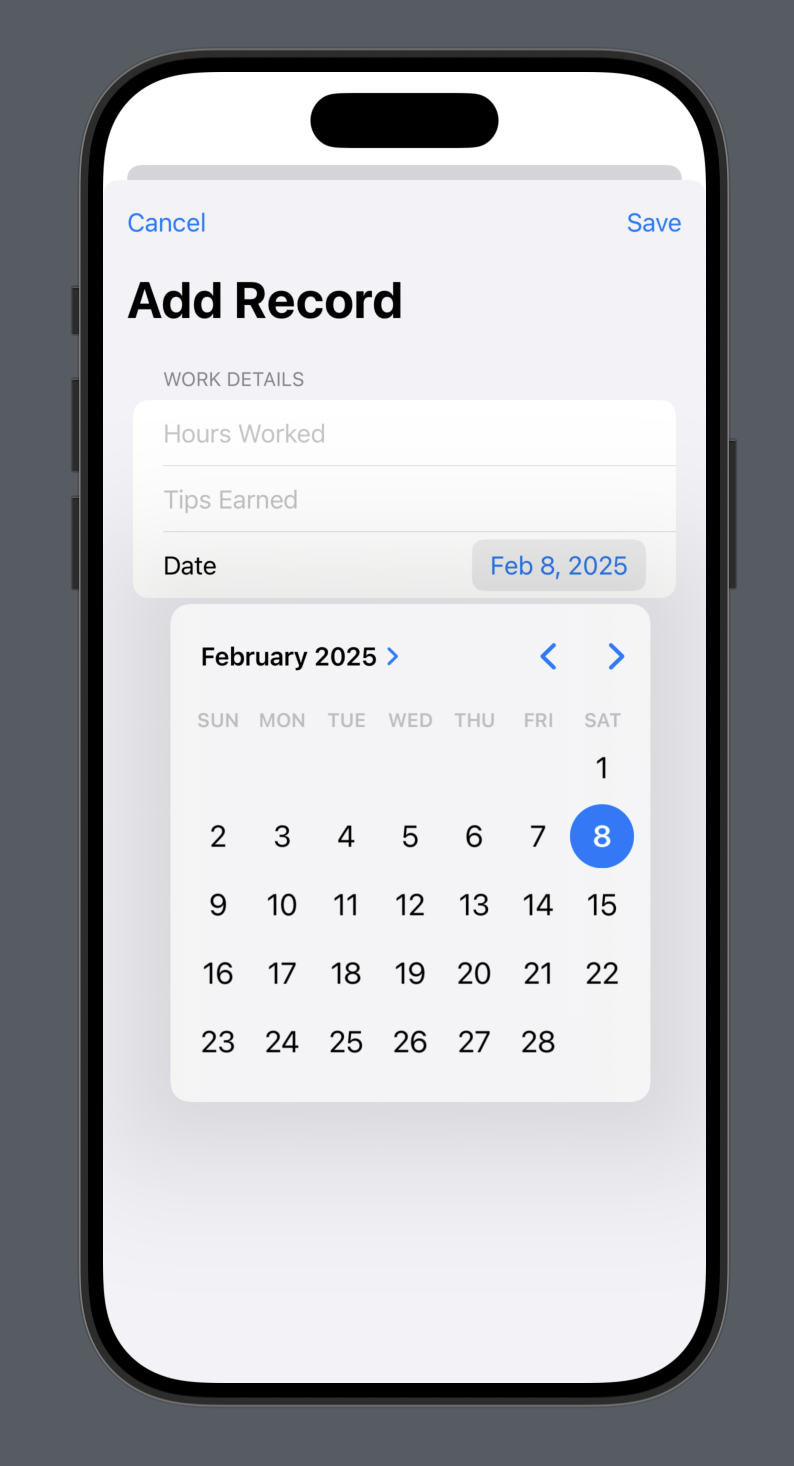 Cancel Save
Add Record
WORK DETAILS
Hours Worked
Tips Earned
Date Feb 8, 2025
February 2025
SUN MON TUE WED THU FRI SAT
1
2 3 4 5 6 7 8
9 10 11 12 13 14 15
16 17 18 19 20 21 22
23 24 25 26 27 28